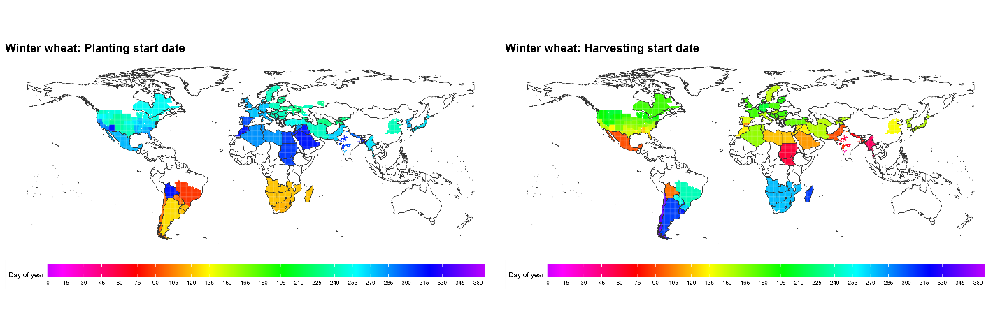 Winter wheat: Planting start date
Winter wheat: Harvesting start date
Day of year
0 15 30 45 60 75 90 105 120 135 150 165 180 195 210 225 240 255 270 285 300 315 330 345 360
Day of year
0 15 30 45 60 75 90 105 120 135 150 165 180 195 210 225 240 255 270 285 300 315 330 345 360